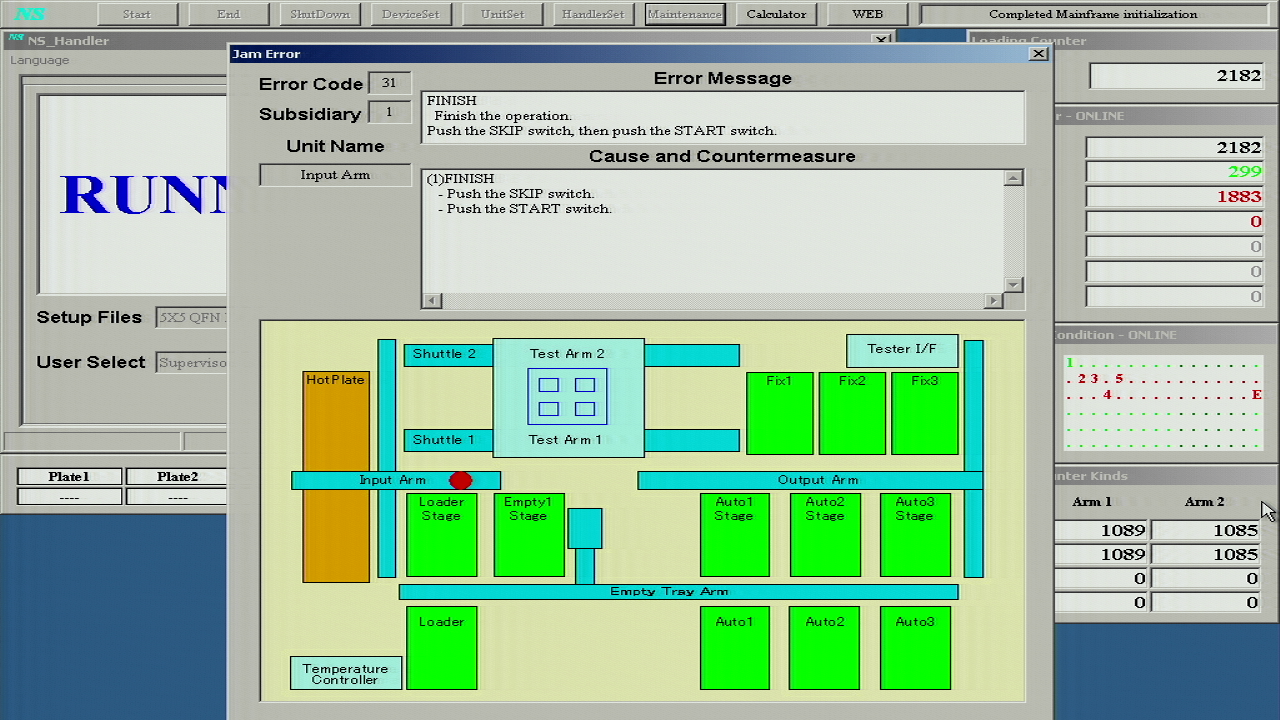 NS Start End ShutDown DeviceSet UnitSet HandlerSet Maintenance Calculator WEB Completed Mainframe initialization
NS NS_Handler
Language
Jam Error
Loading Counter
2182
Error Code 31
Subsidiary 1
Unit Name
Input Arm
Error Message
FINISH
Finish the operation.
Push the SKIP switch, then push the START switch.
Cause and Countermeasure
(1)FINISH
- Push the SKIP switch.
- Push the START switch.
- ONLINE
2182
299
1883
0
0
0
0
RUNN
Setup Files 5X5 QFN
User Select Superviso
ondition - ONLINE
1 . . . . . . . . . . . . . . .
. 2 3 . 5 . . . . . . . . . . .
. . . 4 . . . . . . . . . . . E
Shuttle 2
Test Arm 2
Tester I/F
HotPlate
Fix1 Fix2 Fix3
Shuttle 1
Test Arm 1
Input Arm
Output Arm
Loader Stage
Empty1 Stage
Auto1 Stage
Auto2 Stage
Auto3 Stage
Empty Tray Arm
Loader
Auto1 Auto2 Auto3
Temperature Controller
Plate1 Plate2
---- ----
unter Kinds
Arm 1 Arm 2
1089 1085
1089 1085
0 0
0 0